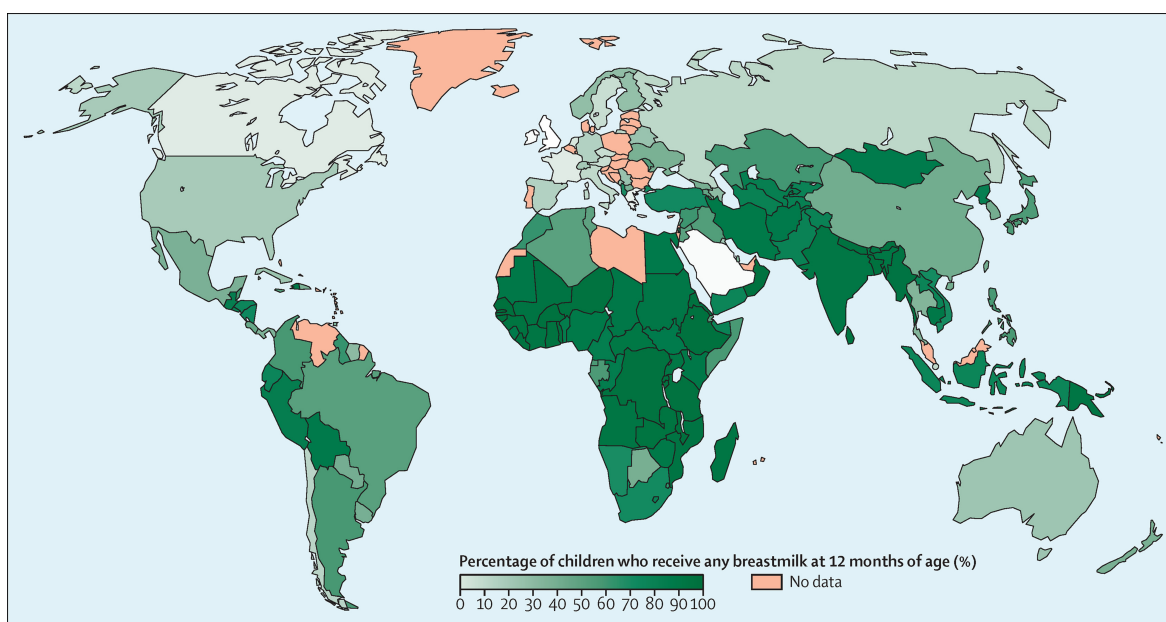 Percentage of children who receive any breastmilk at 12 months of age (%)
0 10 20 30 40 50 60 70 80 90 100
No data